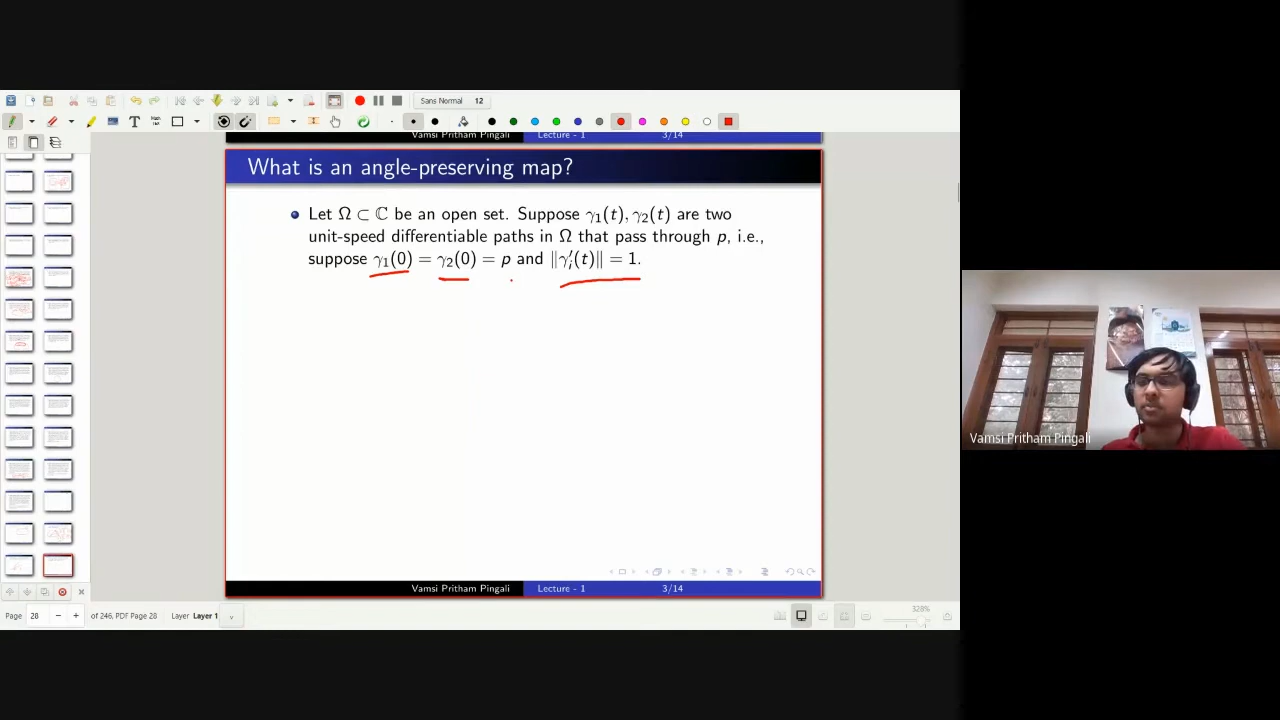 Sans Normal 12
Vamsi Pritham Pingali Lecture - 1 3/14
What is an angle-preserving map?
Let Ω ⊂ ℂ be an open set. Suppose γ₁(t), γ₂(t) are two
unit-speed differentiable paths in Ω that pass through p, i.e.,
suppose γ₁(0) = γ₂(0) = p and ‖γᵢ′(t)‖ = 1.
Vamsi Pritham Pingali
Vamsi Pritham Pingali Lecture - 1 3/14
Page 28 of 246, PDF Page 28 Layer Layer 1
328%